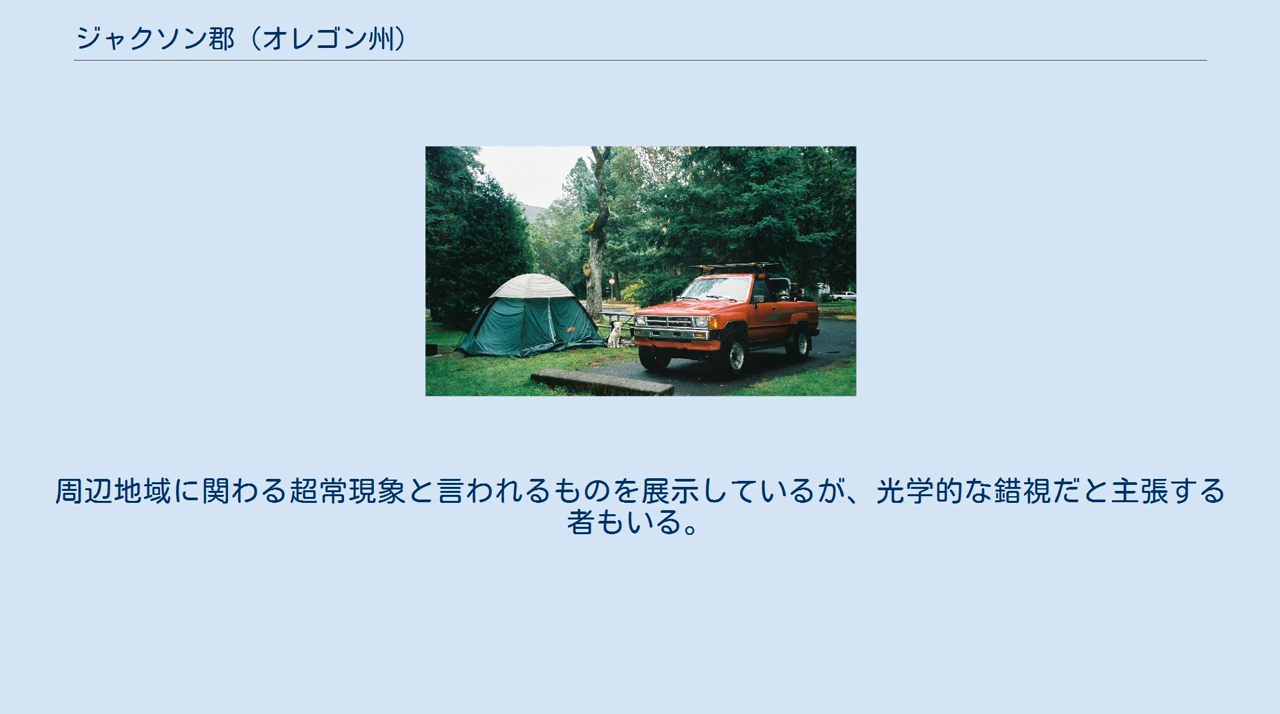 ジャクソン郡（オレゴン州）
周辺地域に関わる超常現象と言われるものを展示しているが、光学的な錯視だと主張する
者もいる。